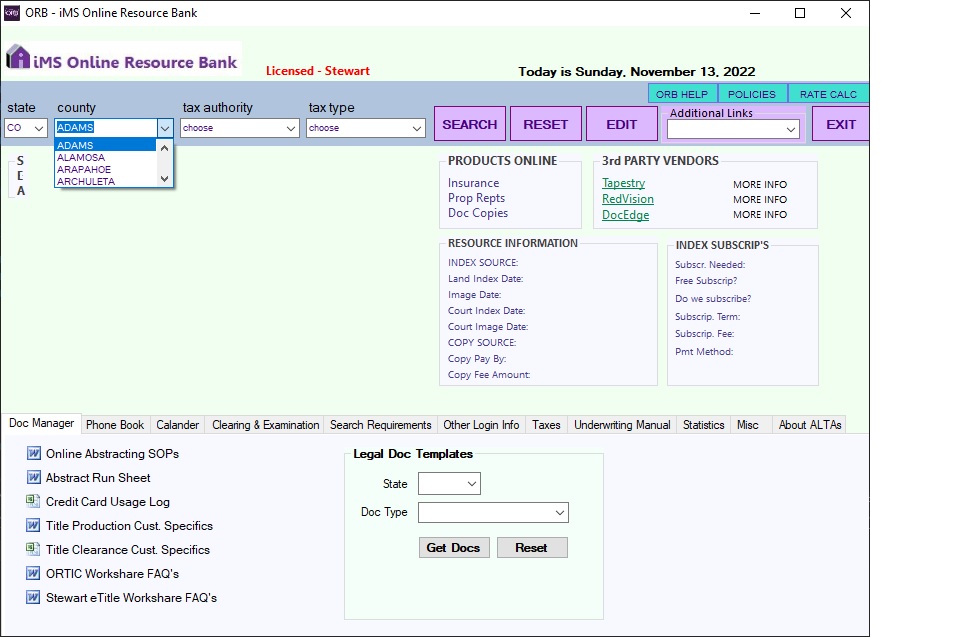 ORB - iMS Online Resource Bank
iMS Online Resource Bank
Licensed - Stewart
Today is Sunday, November 13, 2022
ORB HELP POLICIES RATE CALC
state county tax authority tax type
CO ADAMS choose choose
SEARCH RESET EDIT
Additional Links
EXIT
ADAMS
ALAMOSA
ARAPAHOE
ARCHULETA
S
E
A
PRODUCTS ONLINE
Insurance
Prop Repts
Doc Copies
3rd PARTY VENDORS
Tapestry MORE INFO
RedVision MORE INFO
DocEdge MORE INFO
RESOURCE INFORMATION
INDEX SOURCE:
Land Index Date:
Image Date:
Court Index Date:
Court Image Date:
COPY SOURCE:
Copy Pay By:
Copy Fee Amount:
INDEX SUBSCRIP'S
Subscr. Needed:
Free Subscrip?
Do we subscribe?
Subscrip. Term:
Subscrip. Fee:
Pmt Method:
Doc Manager Phone Book Calander Clearing & Examination Search Requirements Other Login Info Taxes Underwriting Manual Statistics Misc About ALTAs
Online Abstracting SOPs
Abstract Run Sheet
Credit Card Usage Log
Title Production Cust. Specifics
Title Clearance Cust. Specifics
ORTIC Workshare FAQ's
Stewart eTitle Workshare FAQ's
Legal Doc Templates
State
Doc Type
Get Docs Reset